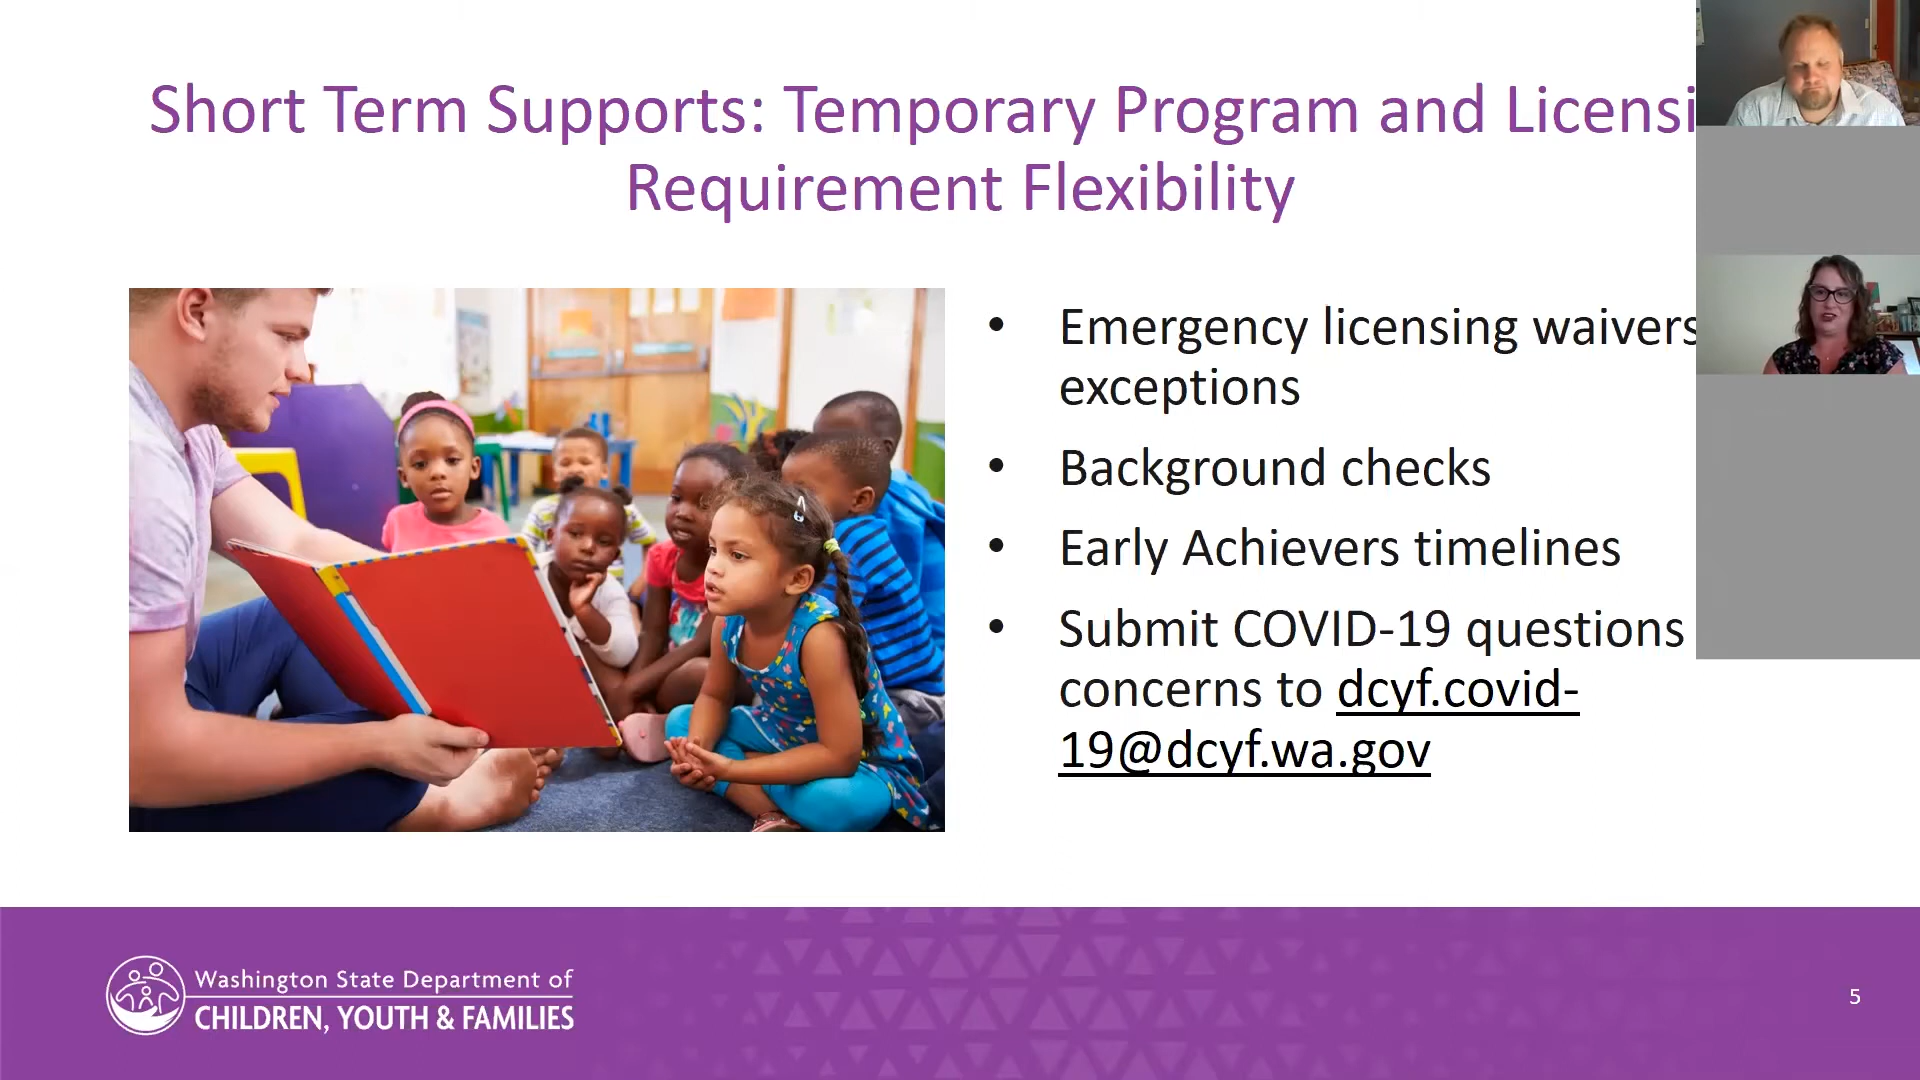 Short Term Supports: Temporary Program and Licensi
Requirement Flexibility
• Emergency licensing waivers
exceptions
• Background checks
• Early Achievers timelines
• Submit COVID-19 questions
concerns to dcyf.covid-
19@dcyf.wa.gov
Washington State Department of
CHILDREN, YOUTH & FAMILIES
5